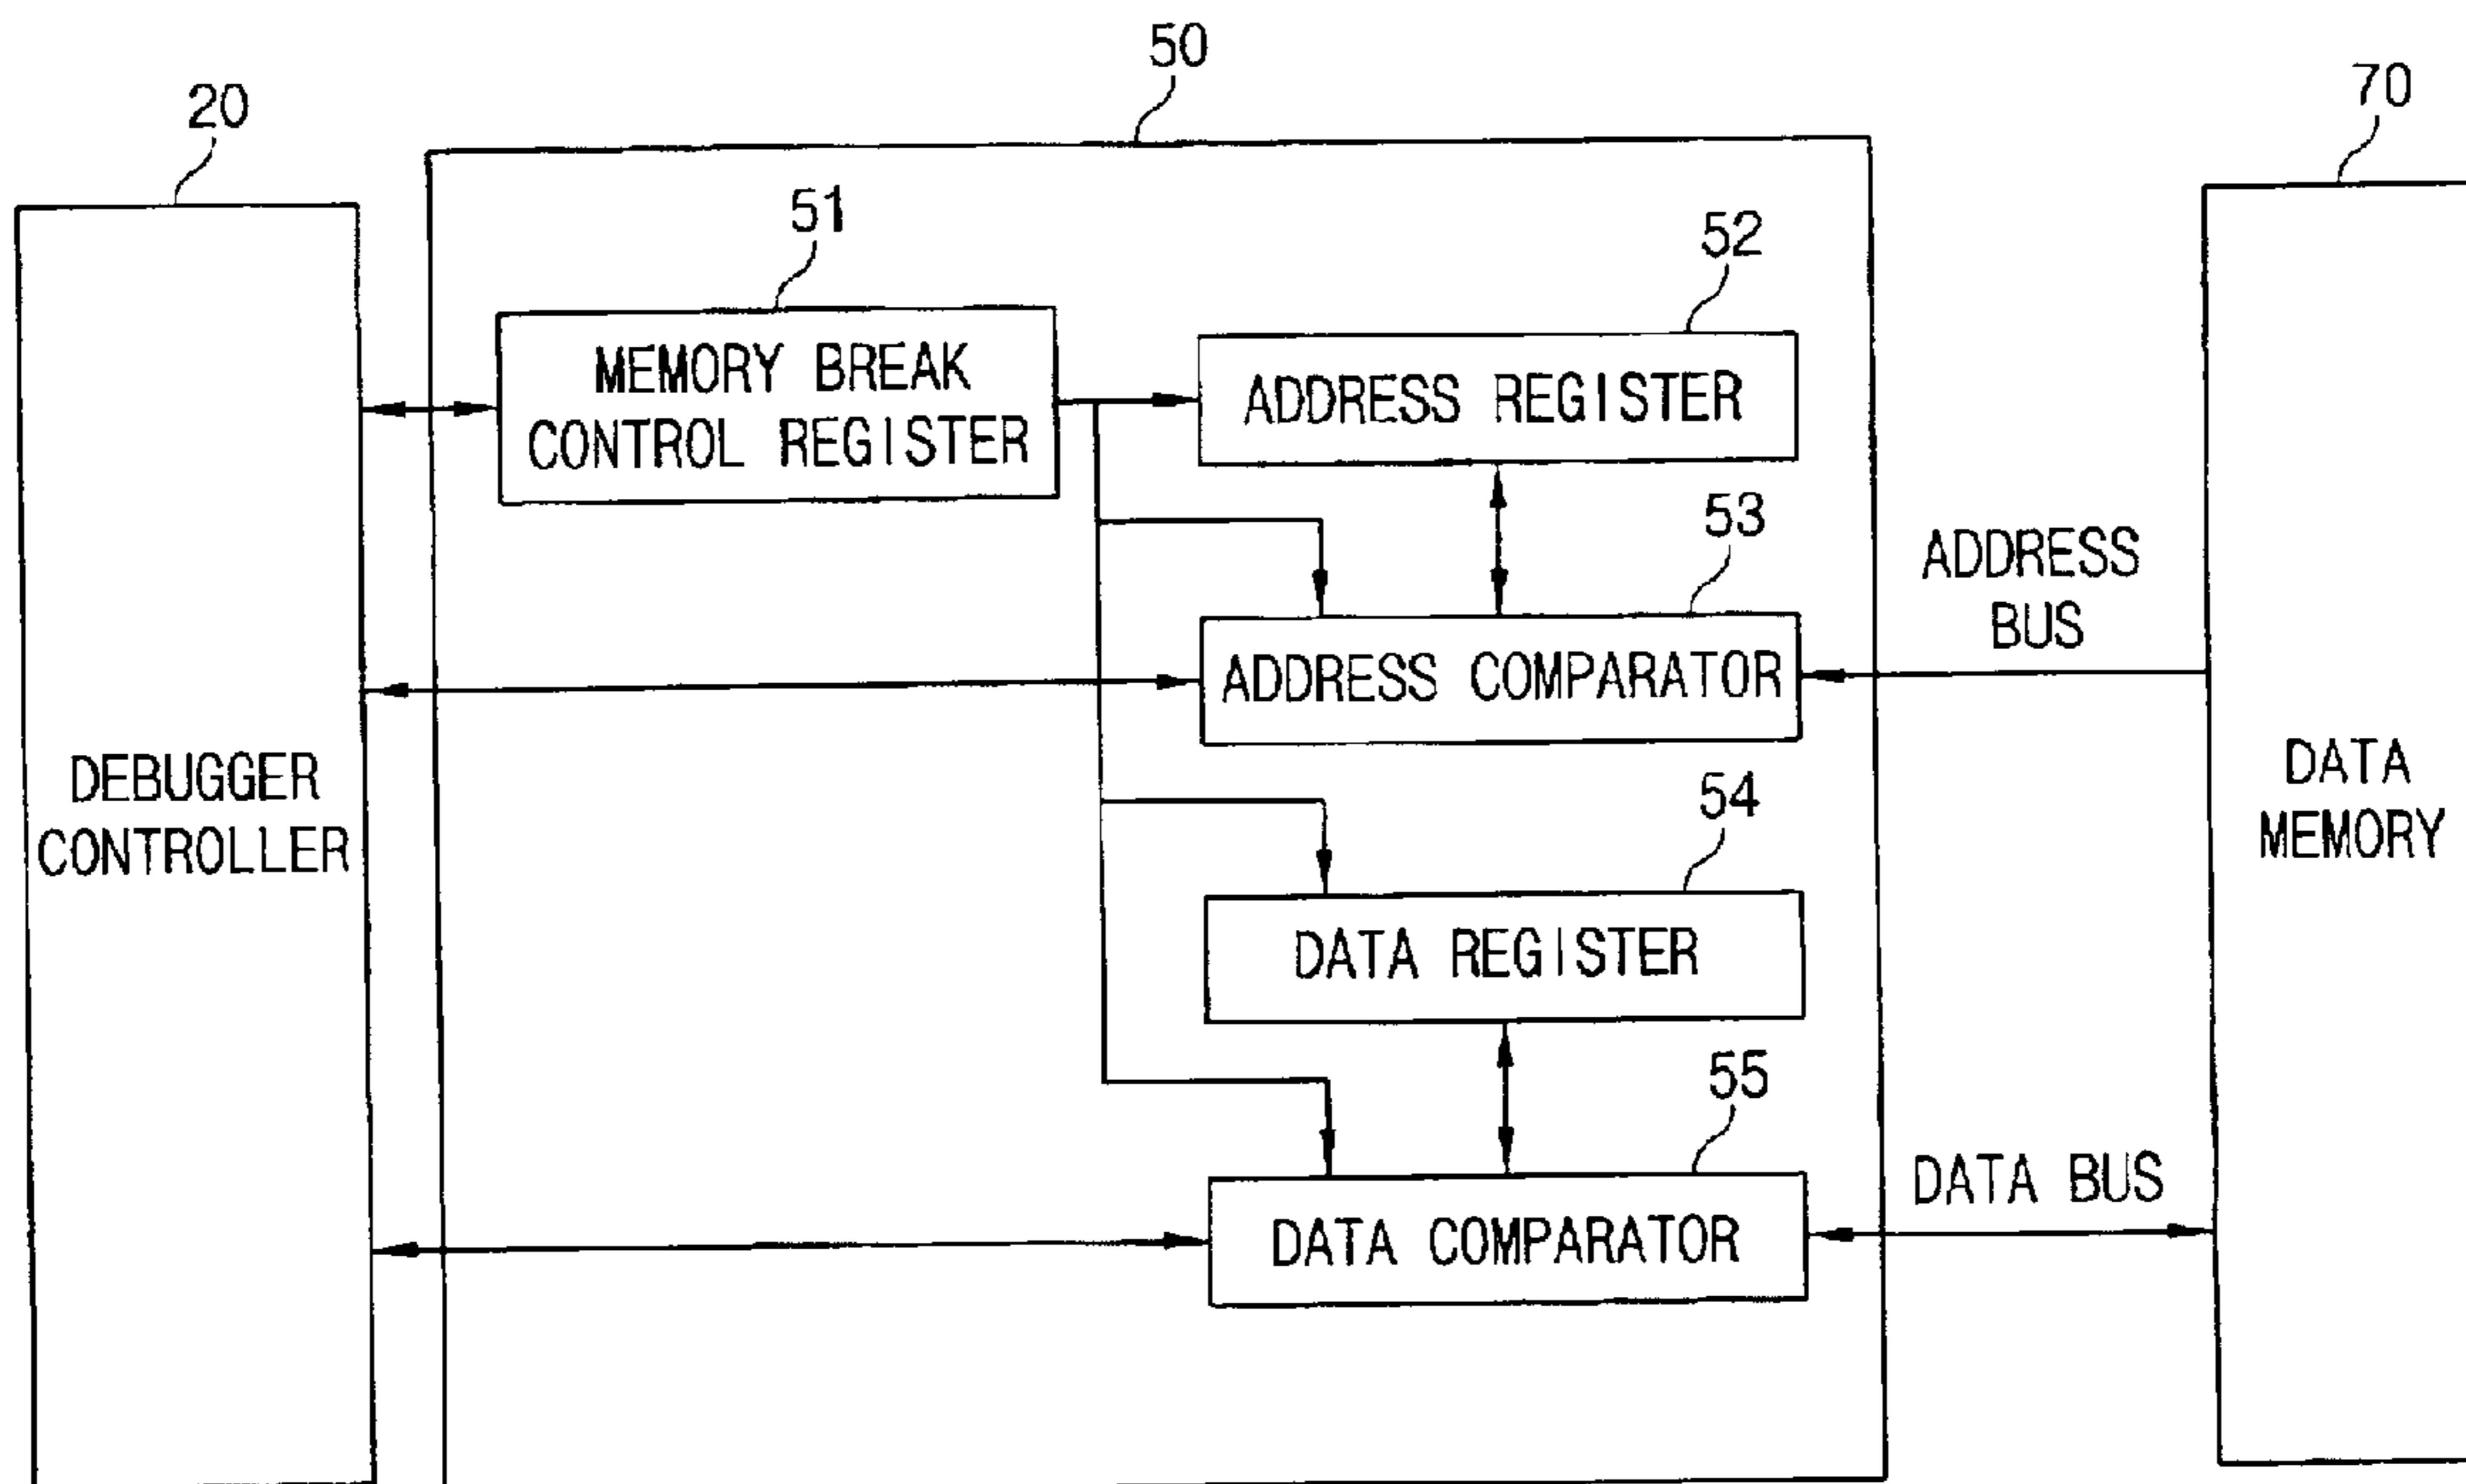 50
20
70
51
52
MEMORY BREAK
CONTROL REGISTER
ADDRESS REGISTER
53
ADDRESS
BUS
ADDRESS COMPARATOR
DEBUGGER
CONTROLLER
DATA
MEMORY
54
DATA REGISTER
55
DATA BUS
DATA COMPARATOR